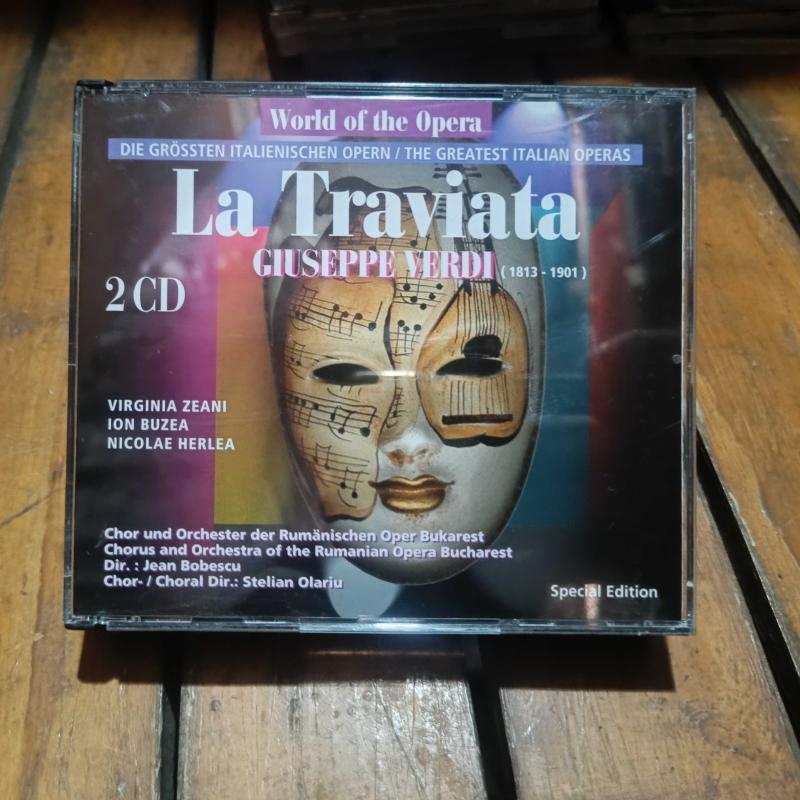 World of the Opera
DIE GRÖSSTEN ITALIENISCHEN OPERN / THE GREATEST ITALIAN OPERAS
La Traviata
GIUSEPPE VERDI (1813 - 1901)
2 CD
VIRGINIA ZEANI
ION BUZEA
NICOLAE HERLEA
Chor und Orchester der Rumänischen Oper Bukarest
Chorus and Orchestra of the Rumanian Opera Bucharest
Dir. : Jean Bobescu
Chor- / Choral Dir.: Stelian Olariu
Special Edition